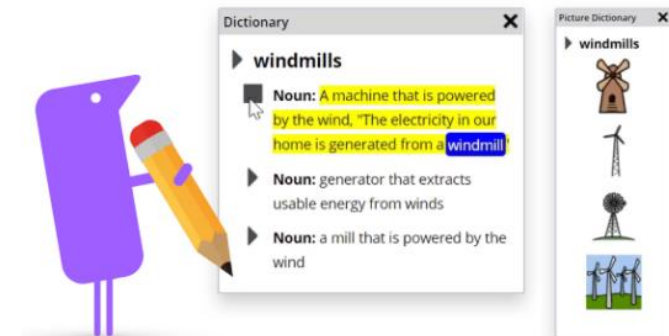 Dictionary
windmills
Noun: A machine that is powered
by the wind, "The electricity in our
home is generated from a windmill"
Noun: generator that extracts
usable energy from winds
Noun: a mill that is powered by the
wind
Picture Dictionary
windmills